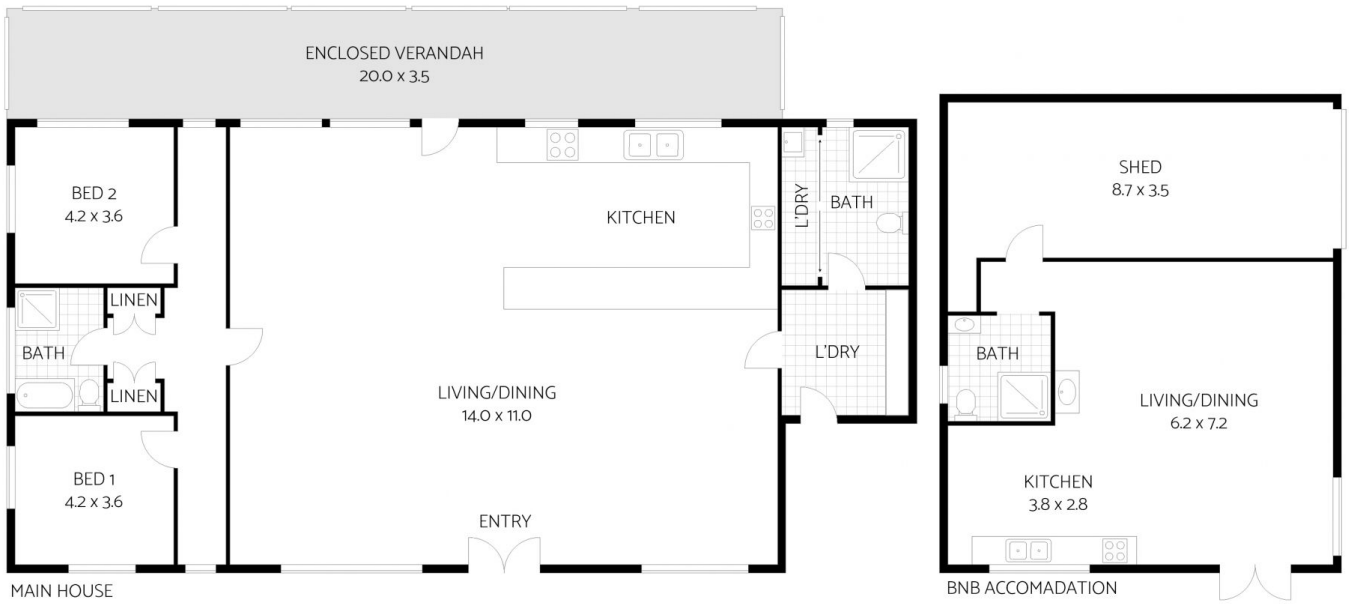 ENCLOSED VERANDAH
20.0 x 3.5
BED 2
4.2 x 3.6
KITCHEN
L'DRY
BATH
LINEN
BATH
LINEN
L'DRY
LIVING/DINING
14.0 x 11.0
BED 1
4.2 x 3.6
ENTRY
MAIN HOUSE
SHED
8.7 x 3.5
BATH
LIVING/DINING
6.2 x 7.2
KITCHEN
3.8 x 2.8
BNB ACCOMADATION